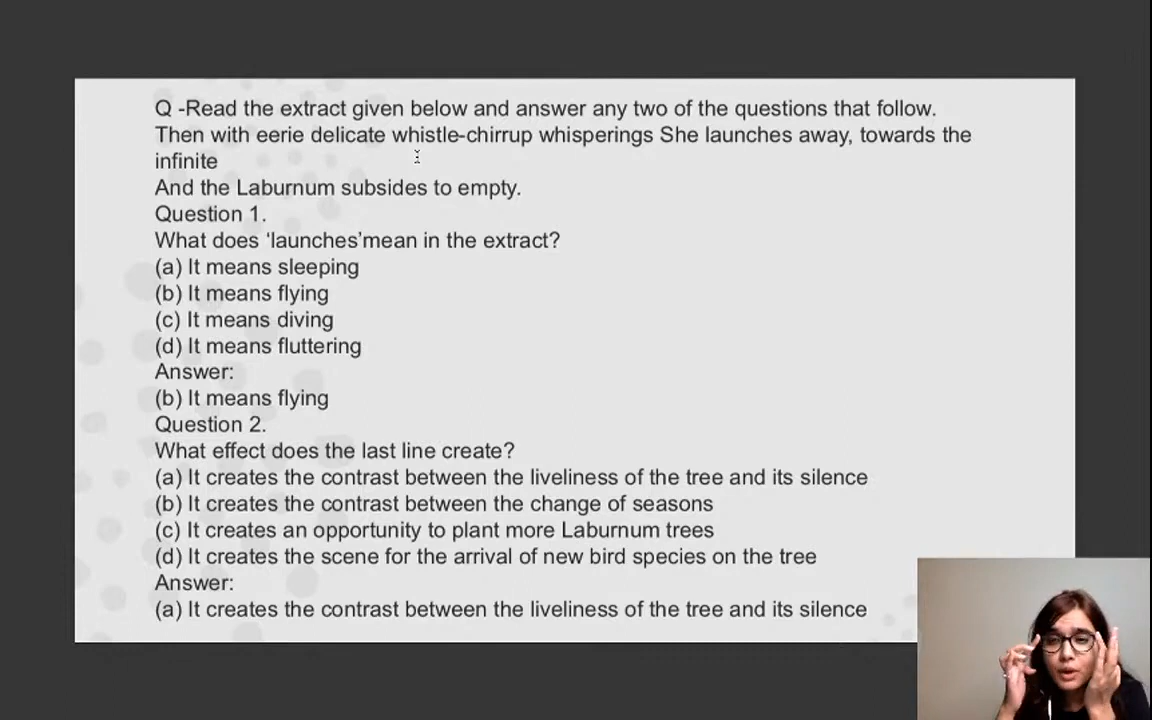 Q -Read the extract given below and answer any two of the questions that follow.
Then with eerie delicate whistle-chirrup whisperings She launches away, towards the
infinite
And the Laburnum subsides to empty.
Question 1.
What does ‘launches’mean in the extract?
(a) It means sleeping
(b) It means flying
(c) It means diving
(d) It means fluttering
Answer:
(b) It means flying
Question 2.
What effect does the last line create?
(a) It creates the contrast between the liveliness of the tree and its silence
(b) It creates the contrast between the change of seasons
(c) It creates an opportunity to plant more Laburnum trees
(d) It creates the scene for the arrival of new bird species on the tree
Answer:
(a) It creates the contrast between the liveliness of the tree and its silence